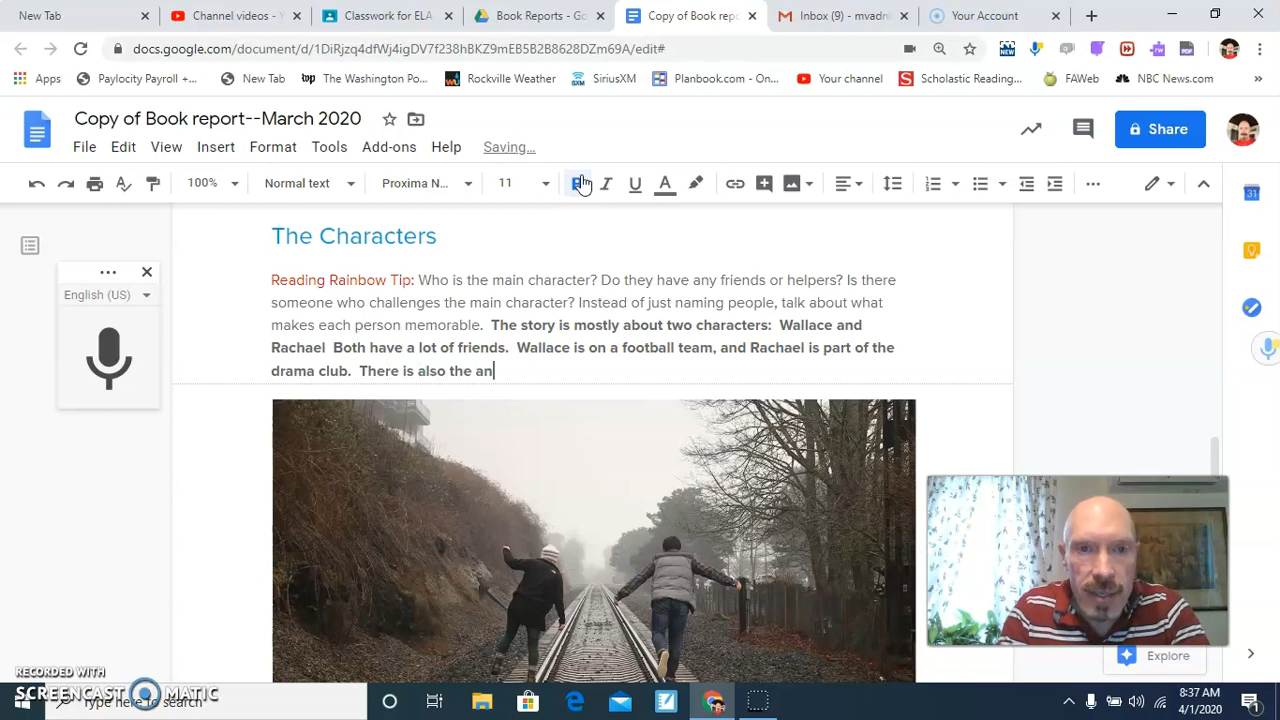 New Tab
Channel videos - Y
Classwork for ELA
Book Reports - Go
Copy of Book repo
Inbox (9) - mvadni
Your Account
docs.google.com/document/d/1DiRjzq4dfWj4igDV7f238hBKZ9mEB5B2B8628DZm69A/edit#
Apps
Paylocity Payroll +...
New Tab
The Washington Po...
Rockville Weather
SiriusXM
Planbook.com - On...
Your channel
Scholastic Reading...
FAWeb
NBC News.com
Copy of Book report--March 2020
Share
File Edit View Insert Format Tools Add-ons Help Saving...
100% Normal text Proxima N... 11
The Characters
English (US)
Reading Rainbow Tip: Who is the main character? Do they have any friends or helpers? Is there
someone who challenges the main character? Instead of just naming people, talk about what
makes each person memorable. The story is mostly about two characters: Wallace and
Rachael Both have a lot of friends. Wallace is on a football team, and Rachael is part of the
drama club. There is also the an
Explore
RECORDED WITH
SCREENCAST MATIC
Type here to search
8:37 AM
4/1/2020